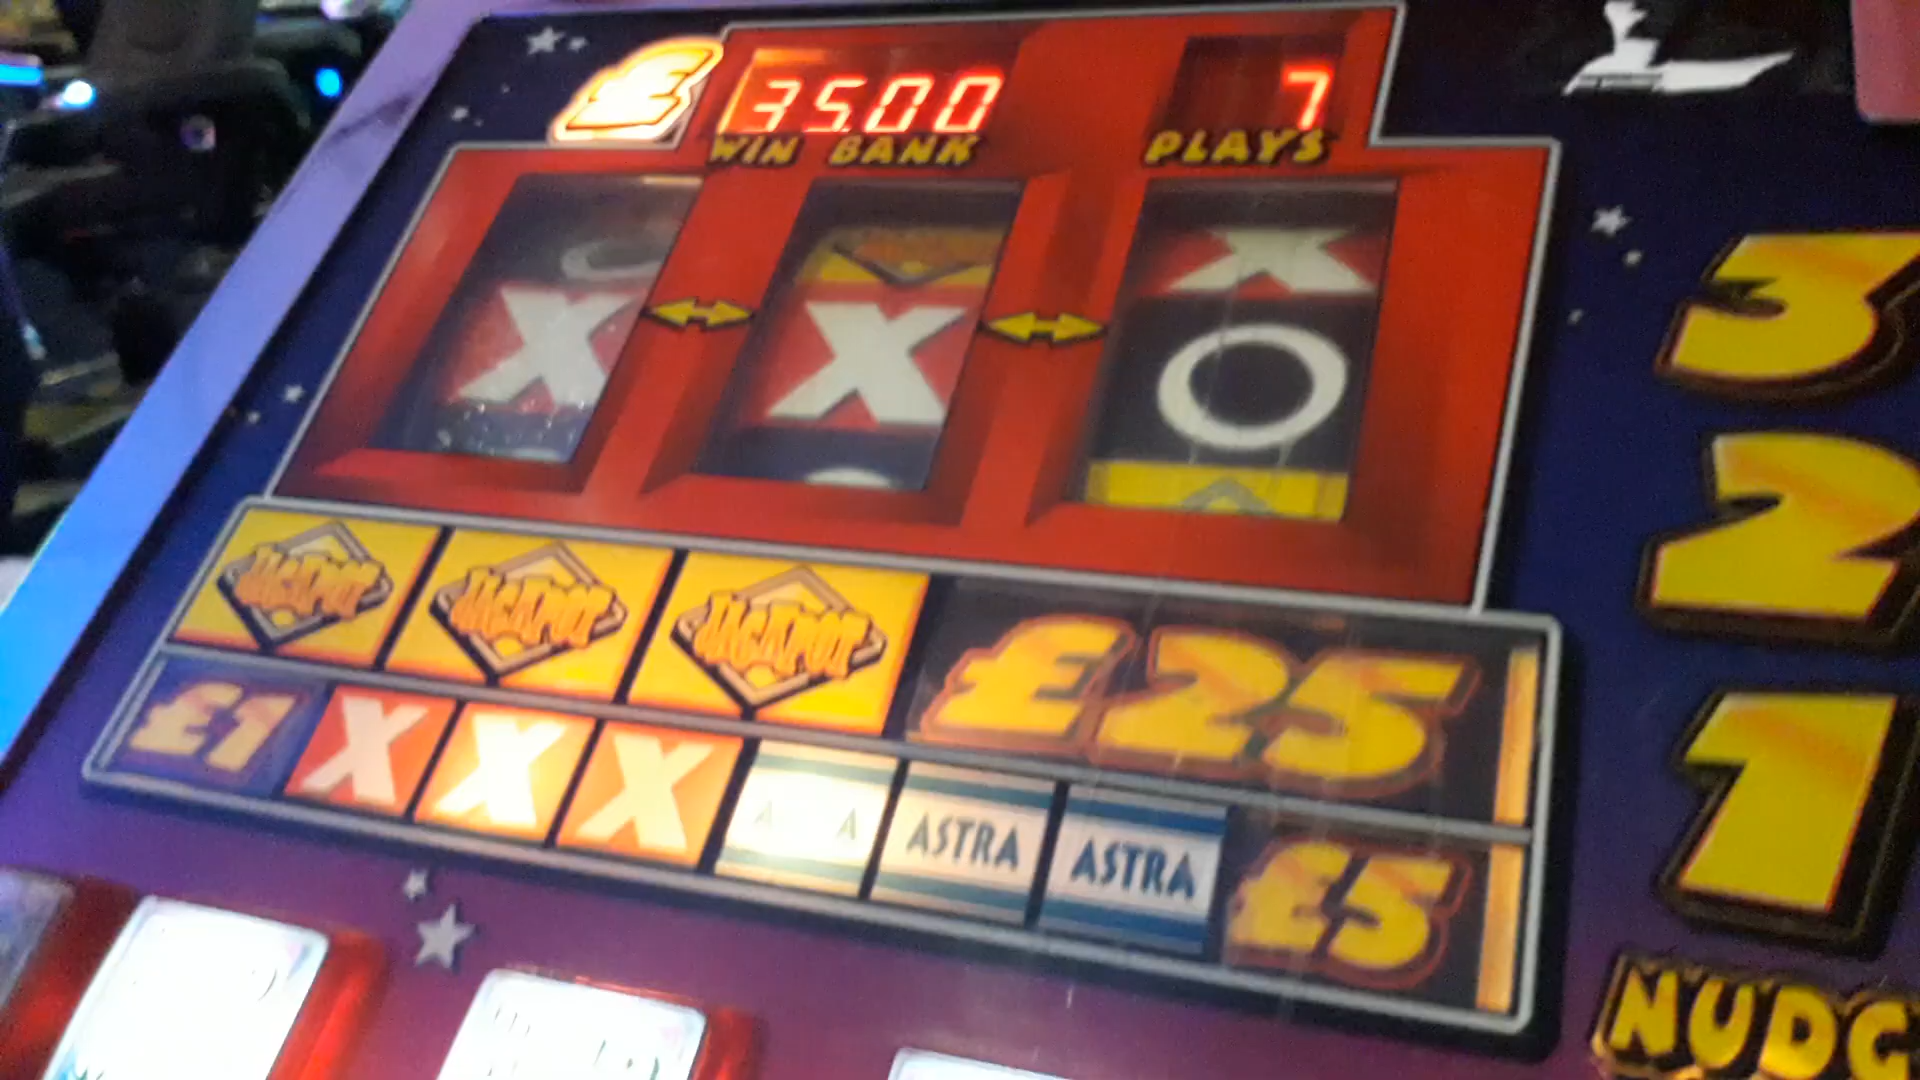 £ 35.00 7
WIN BANK PLAYS
X X X
X O
3
2
1
JACKPOT JACKPOT JACKPOT £25
£1 X X X A A ASTRA ASTRA £5
NUDG